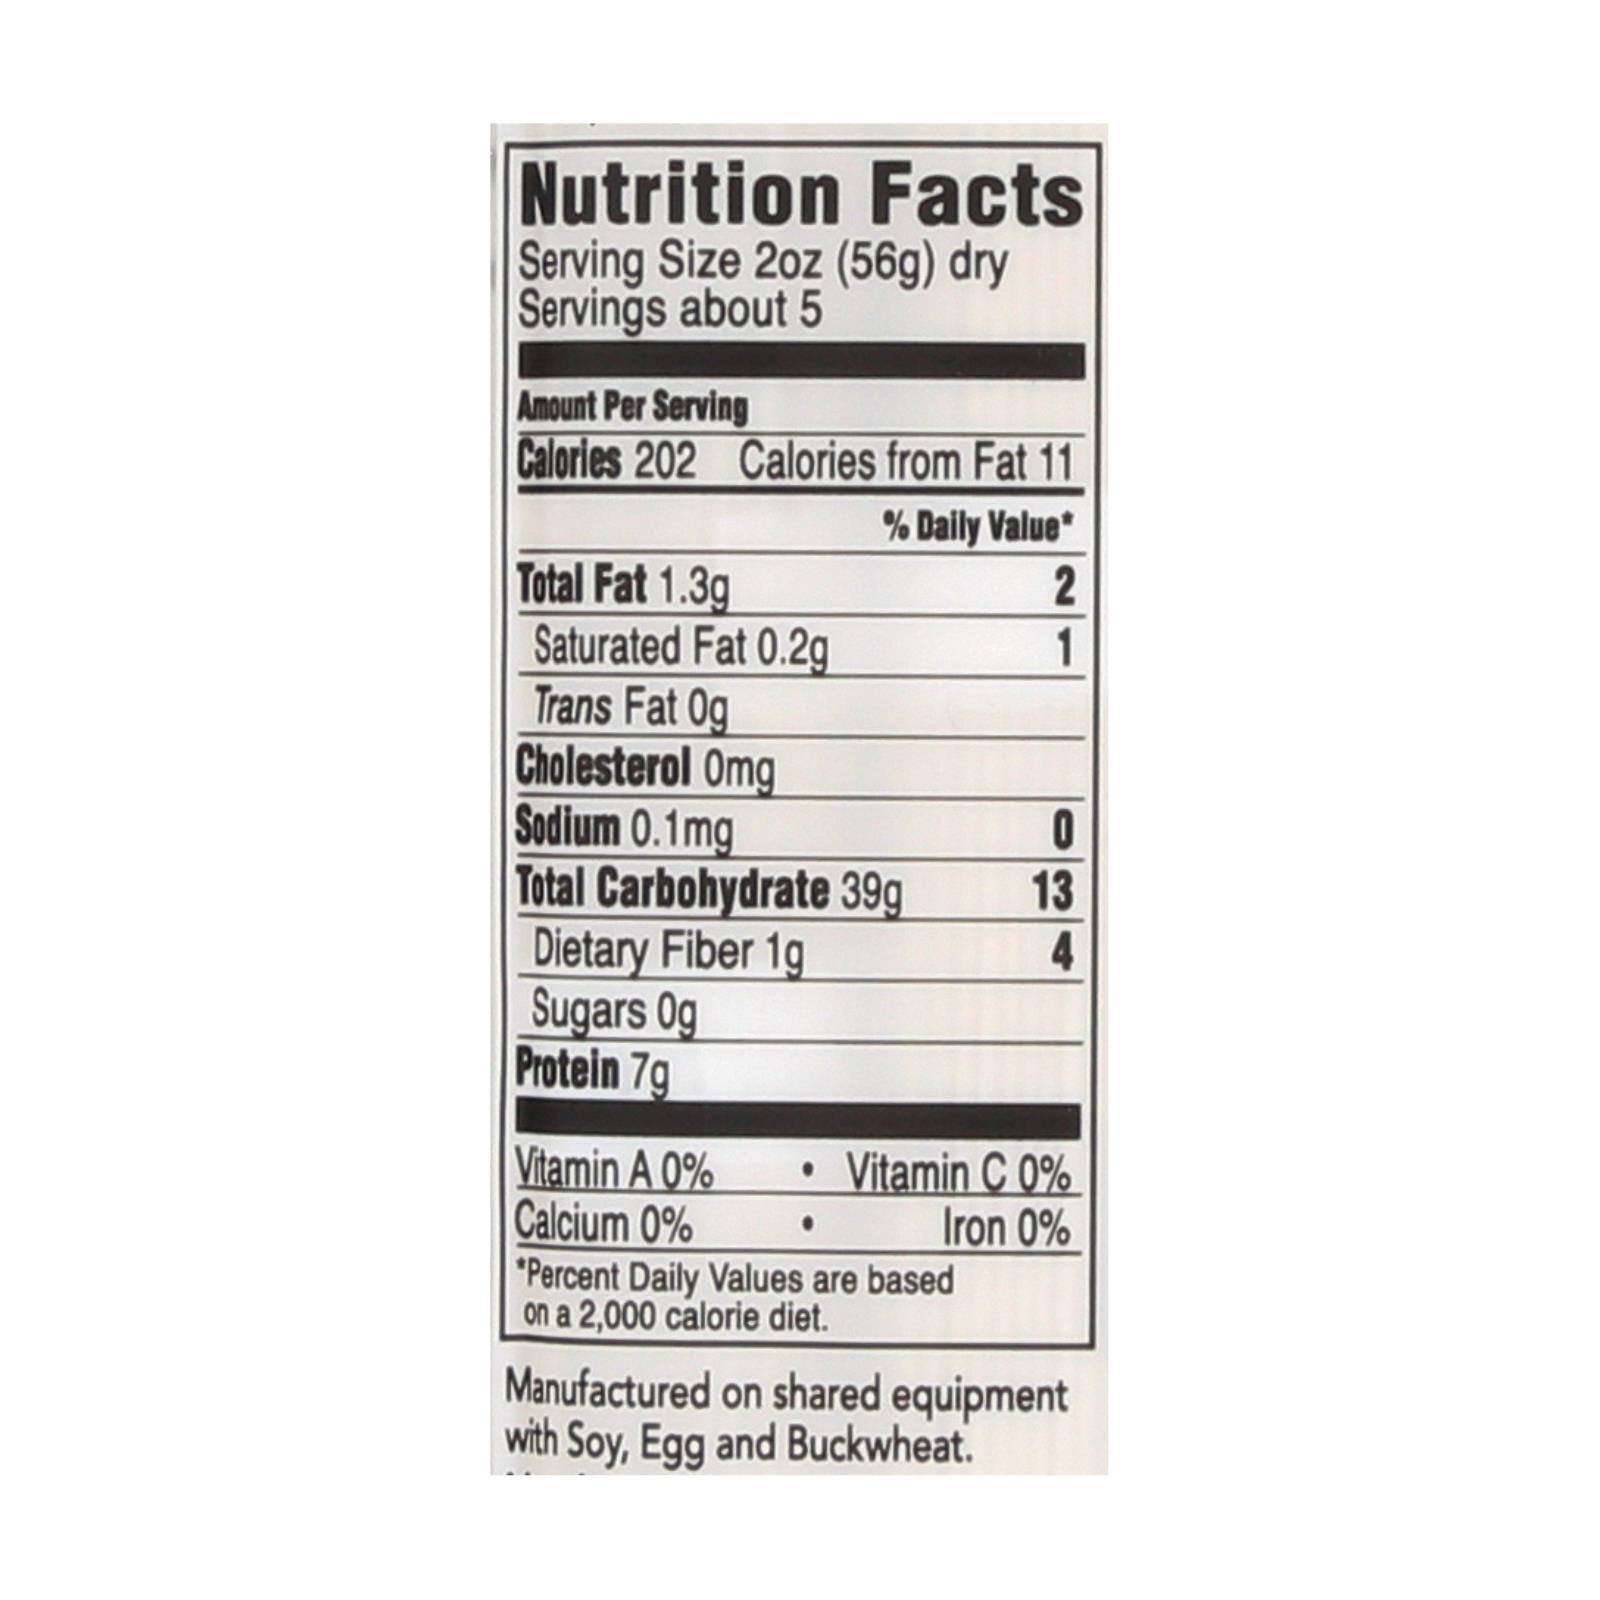 Nutrition Facts
Serving Size 2oz (56g) dry
Servings about 5
Amount Per Serving
Calories 202 Calories from Fat 11
% Daily Value*
Total Fat 1.3g 2
Saturated Fat 0.2g 1
Trans Fat 0g
Cholesterol 0mg
Sodium 0.1mg 0
Total Carbohydrate 39g 13
Dietary Fiber 1g 4
Sugars 0g
Protein 7g
Vitamin A 0% • Vitamin C 0%
Calcium 0% • Iron 0%
*Percent Daily Values are based
on a 2,000 calorie diet.
Manufactured on shared equipment
with Soy, Egg and Buckwheat.